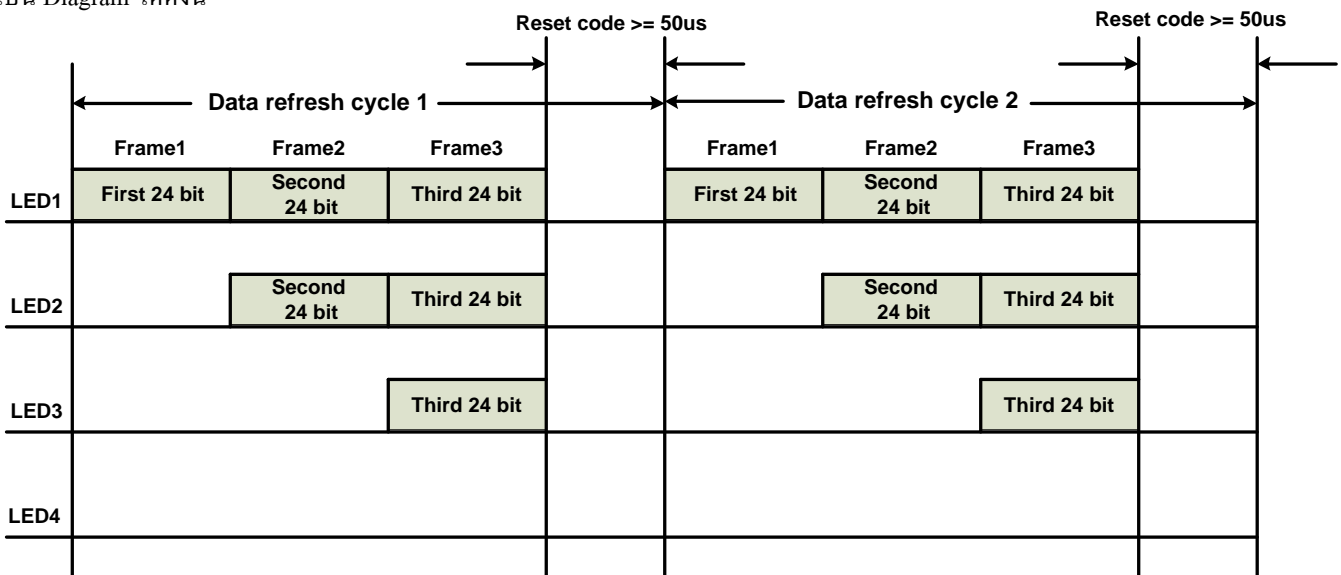 Diagram
Reset code >= 50us
Reset code >= 50us
Data refresh cycle 1
Data refresh cycle 2
Frame1 Frame2 Frame3 Frame1 Frame2 Frame3
LED1 First 24 bit Second 24 bit Third 24 bit First 24 bit Second 24 bit Third 24 bit
LED2 Second 24 bit Third 24 bit Second 24 bit Third 24 bit
LED3 Third 24 bit Third 24 bit
LED4